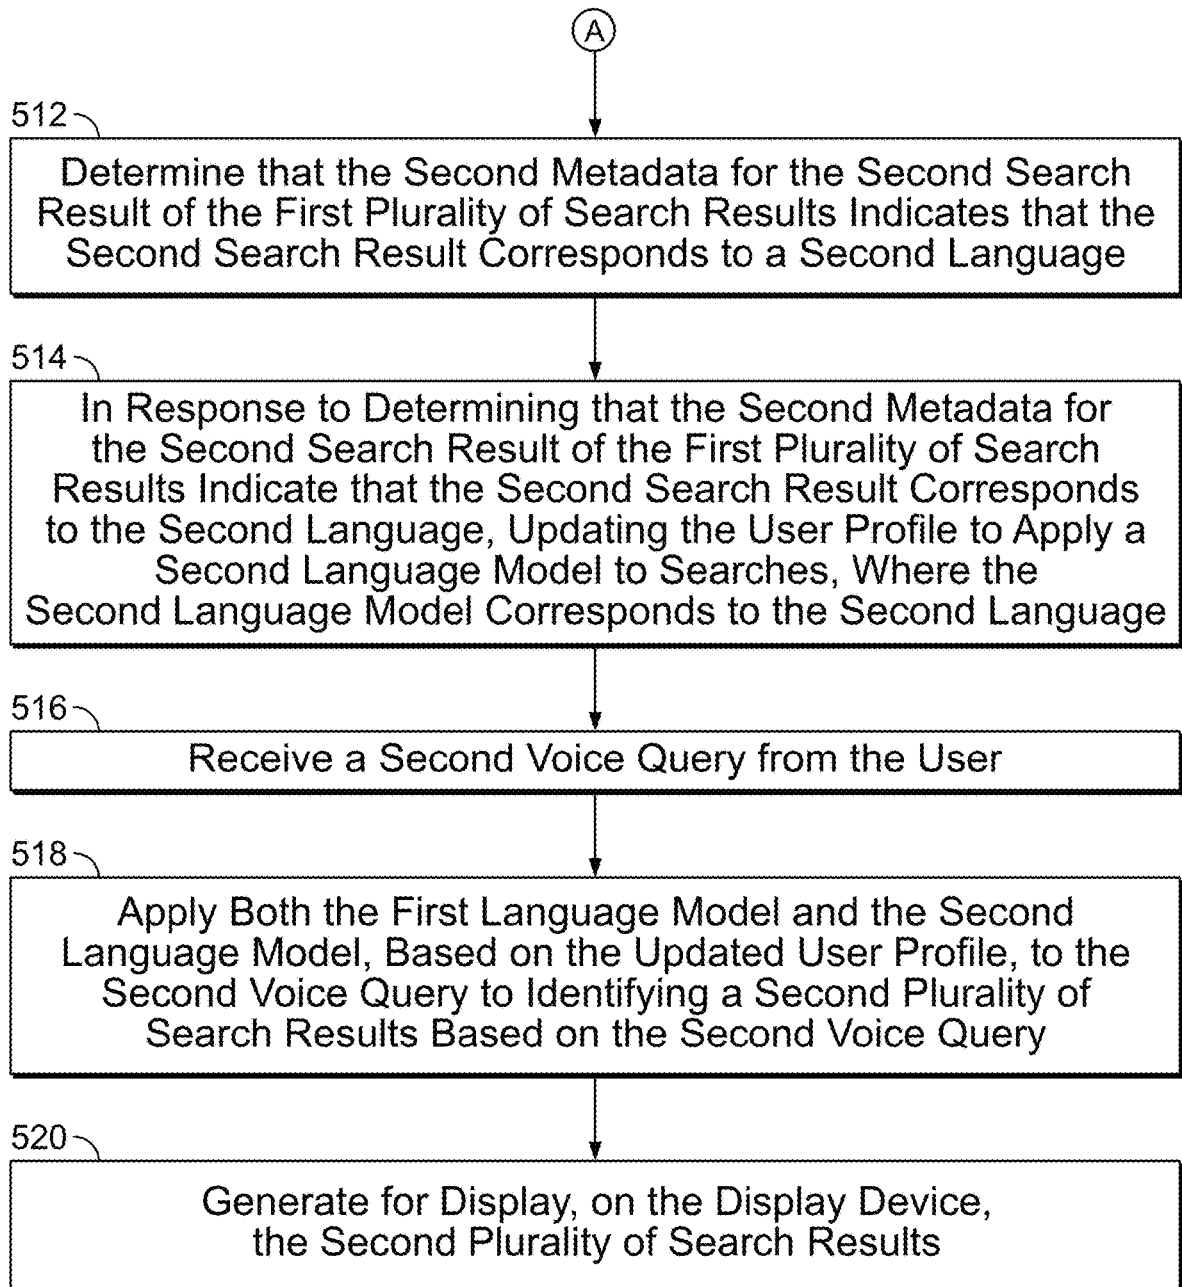 A
512
Determine that the Second Metadata for the Second Search
Result of the First Plurality of Search Results Indicates that the
Second Search Result Corresponds to a Second Language
514
In Response to Determining that the Second Metadata for
the Second Search Result of the First Plurality of Search
Results Indicate that the Second Search Result Corresponds
to the Second Language, Updating the User Profile to Apply a
Second Language Model to Searches, Where the
Second Language Model Corresponds to the Second Language
516
Receive a Second Voice Query from the User
518
Apply Both the First Language Model and the Second
Language Model, Based on the Updated User Profile, to the
Second Voice Query to Identifying a Second Plurality of
Search Results Based on the Second Voice Query
520
Generate for Display, on the Display Device,
the Second Plurality of Search Results